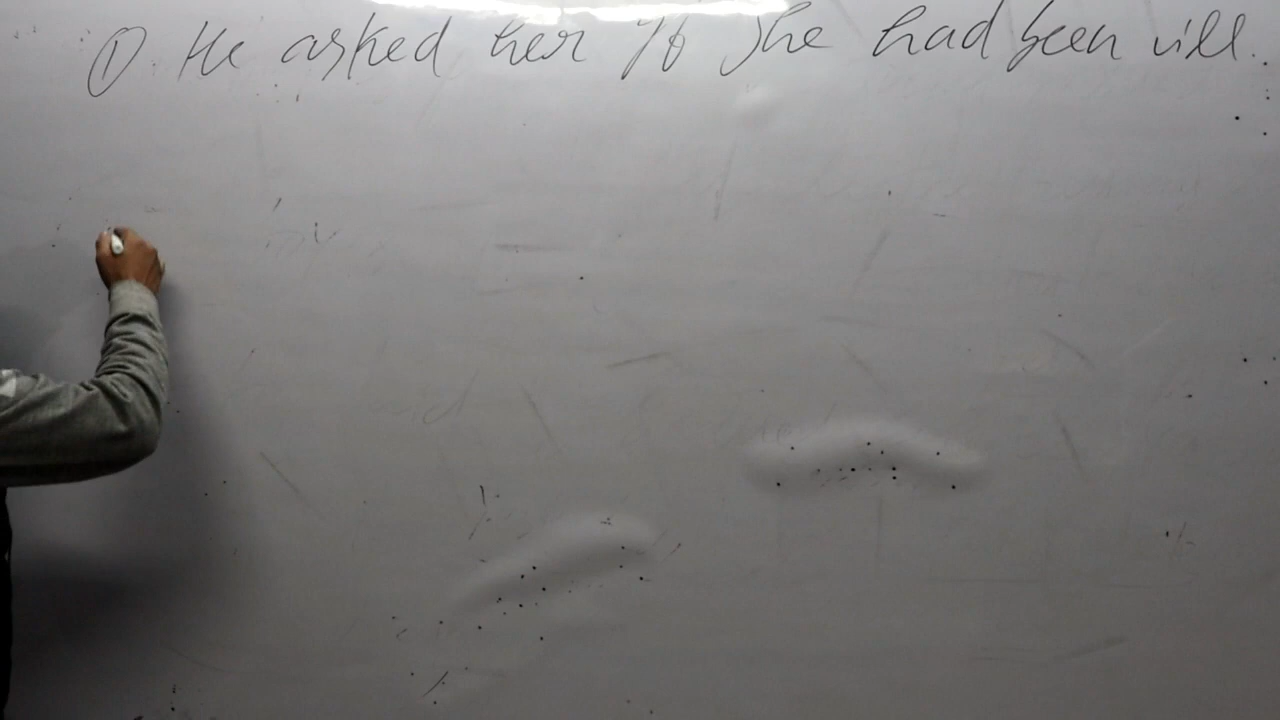 ① He asked her if she had been ill.